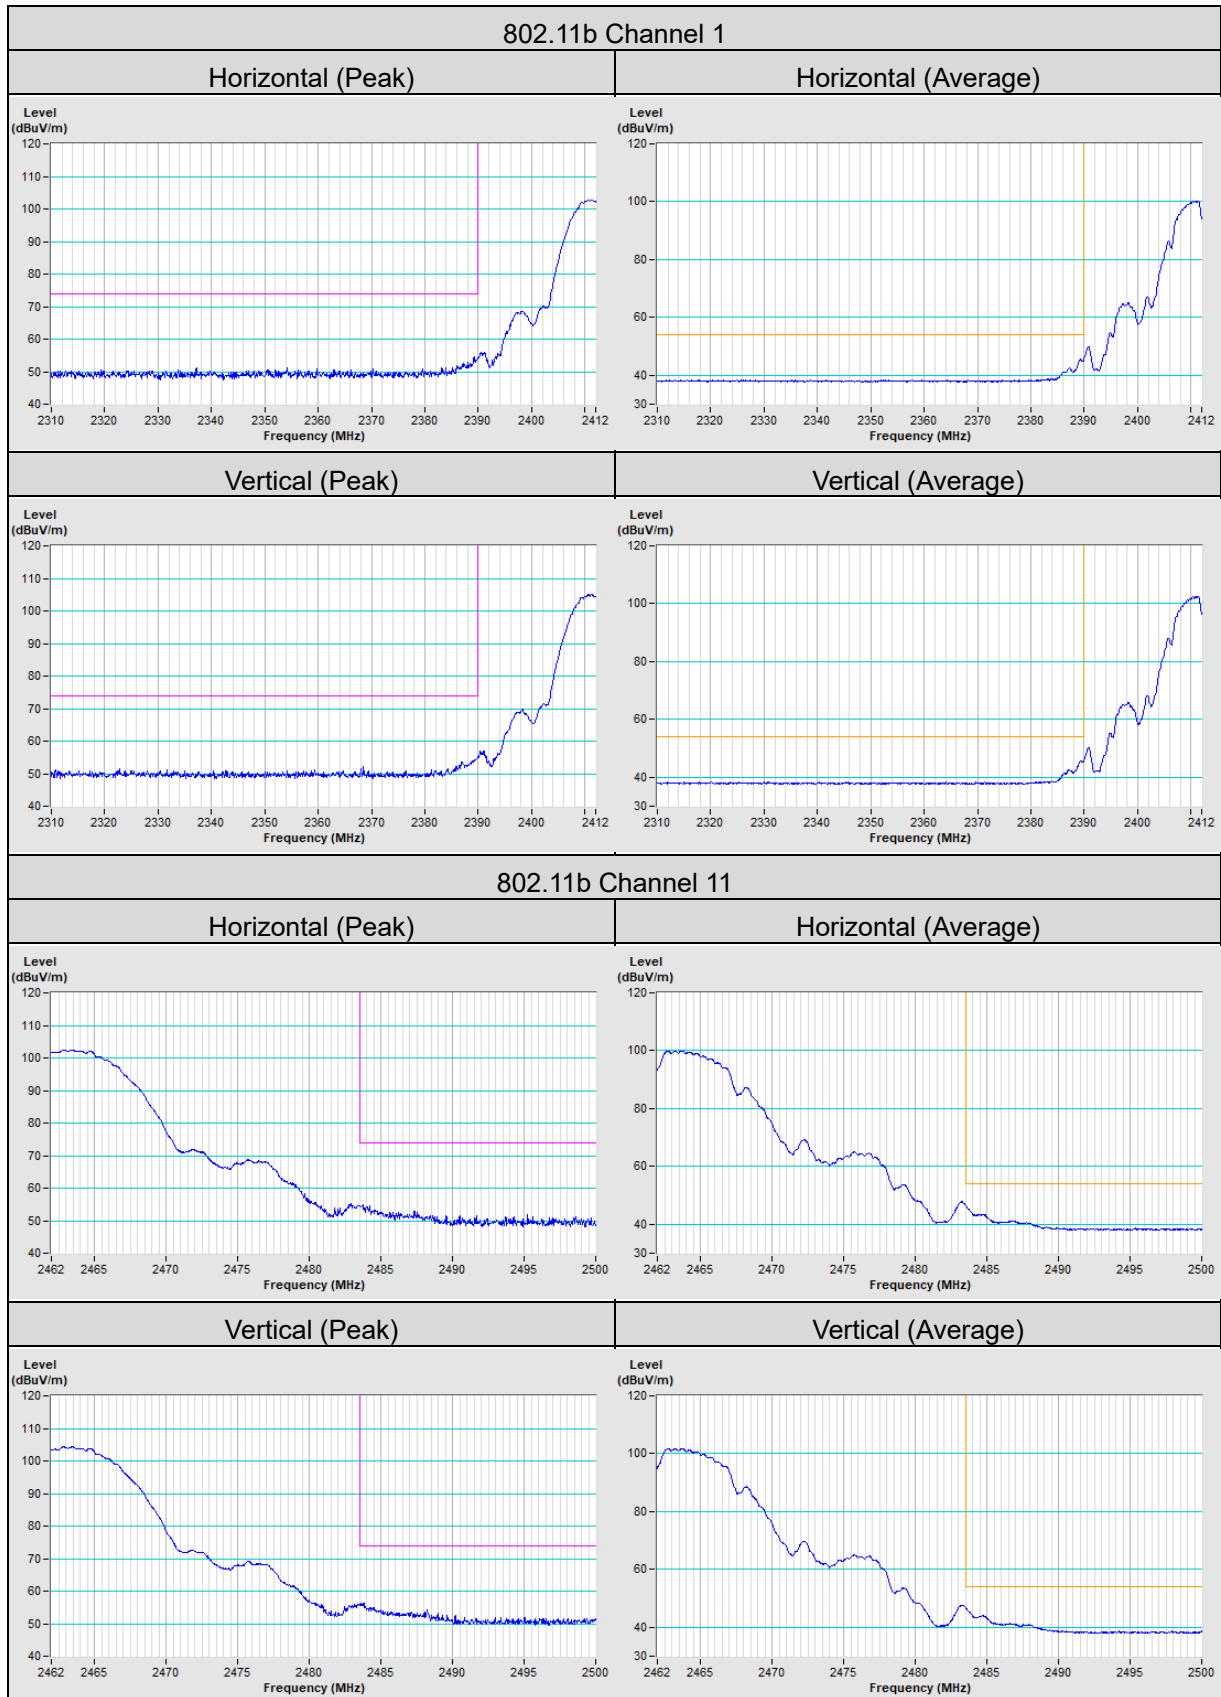 802.11b Channel 1
Horizontal (Peak) Horizontal (Average)
Level Level
(dBuV/m) (dBuV/m)
120 120
110
100 100
90
80 80
70
60 60
50
40 40
30
2310 2320 2330 2340 2350 2360 2370 2380 2390 2400 2412 2310 2320 2330 2340 2350 2360 2370 2380 2390 2400 2412
Frequency (MHz) Frequency (MHz)
Vertical (Peak) Vertical (Average)
Level Level
(dBuV/m) (dBuV/m)
120 120
110
100 100
90
80 80
70
60 60
50
40 40
30
2310 2320 2330 2340 2350 2360 2370 2380 2390 2400 2412 2310 2320 2330 2340 2350 2360 2370 2380 2390 2400 2412
Frequency (MHz) Frequency (MHz)
802.11b Channel 11
Horizontal (Peak) Horizontal (Average)
Level Level
(dBuV/m) (dBuV/m)
120 120
110
100 100
90
80 80
70
60 60
50
40 40
30
2462 2465 2470 2475 2480 2485 2490 2495 2500 2462 2465 2470 2475 2480 2485 2490 2495 2500
Frequency (MHz) Frequency (MHz)
Vertical (Peak) Vertical (Average)
Level Level
(dBuV/m) (dBuV/m)
120 120
110
100 100
90
80 80
70
60 60
50
40 40
30
2462 2465 2470 2475 2480 2485 2490 2495 2500 2462 2465 2470 2475 2480 2485 2490 2495 2500
Frequency (MHz) Frequency (MHz)